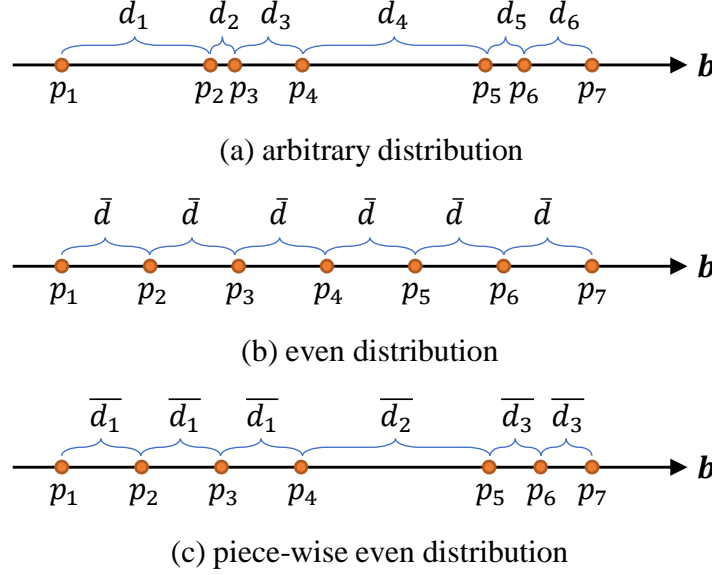 d₁ d₂ d₃ d₄ d₅ d₆
b
p₁ p₂ p₃ p₄ p₅ p₆ p₇
(a) arbitrary distribution
d̄ d̄ d̄ d̄ d̄ d̄
b
p₁ p₂ p₃ p₄ p₅ p₆ p₇
(b) even distribution
d̅₁̅ d̅₁̅ d̅₁̅ d̅₂̅ d̅₃̅ d̅₃̅
b
p₁ p₂ p₃ p₄ p₅ p₆ p₇
(c) piece-wise even distribution